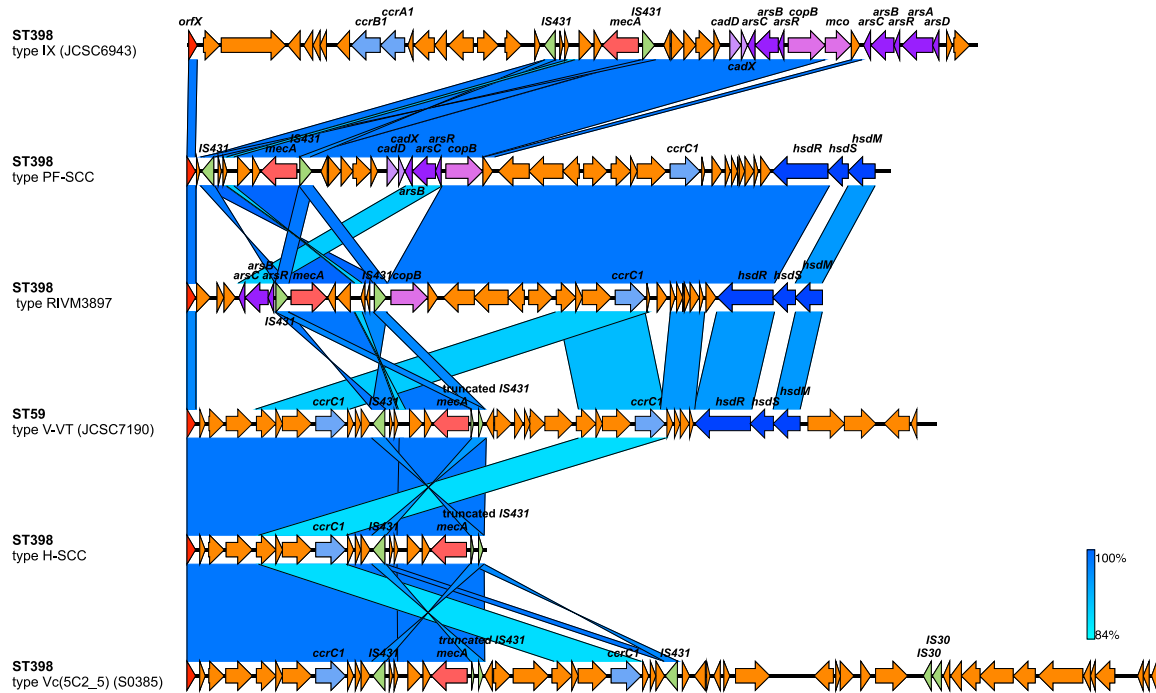 orfX ccrB1 ccrA1 IS431 mecA IS431 cadD arsB arsC arsR copB mco arsB arsC arsR arsA arsD
ST398
type IX (JCSC6943)
cadX
IS431 mecA IS431 cadD cadX arsC arsR copB ccrC1 hsdR hsdS hsdM
ST398
type PF-SCC
arsB
arsC arsB arsR mecA IS431 copB ccrC1 hsdR hsdS hsdM
ST398
type RIVM3897
IS431
ccrC1 IS431 mecA truncated IS431 ccrC1 hsdR hsdS hsdM
ST59
type V-VT (JCSC7190)
ccrC1 IS431 mecA truncated IS431
ST398
type H-SCC
100%
84%
ccrC1 IS431 mecA truncated IS431 ccrC1 IS431 IS30 IS30
ST398
type Vc(5C2_5) (S0385)